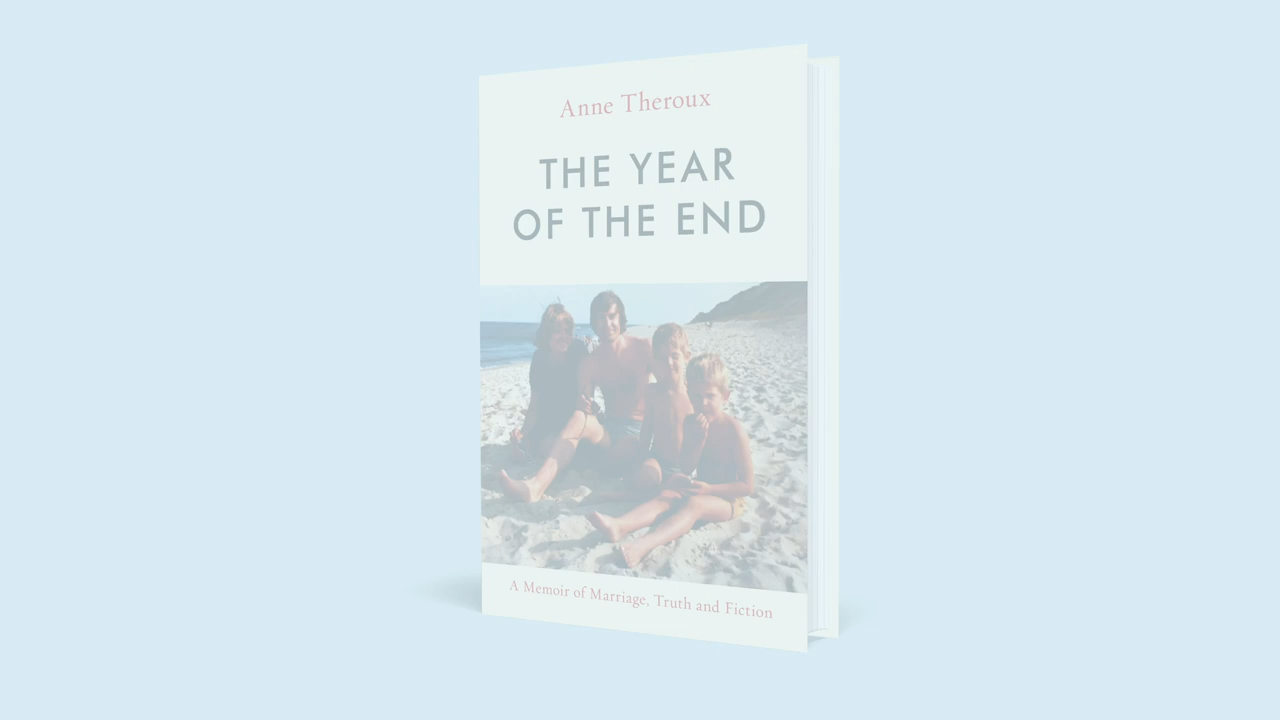 Anne Theroux
THE YEAR
OF THE END
A Memoir of Marriage, Truth and Fiction